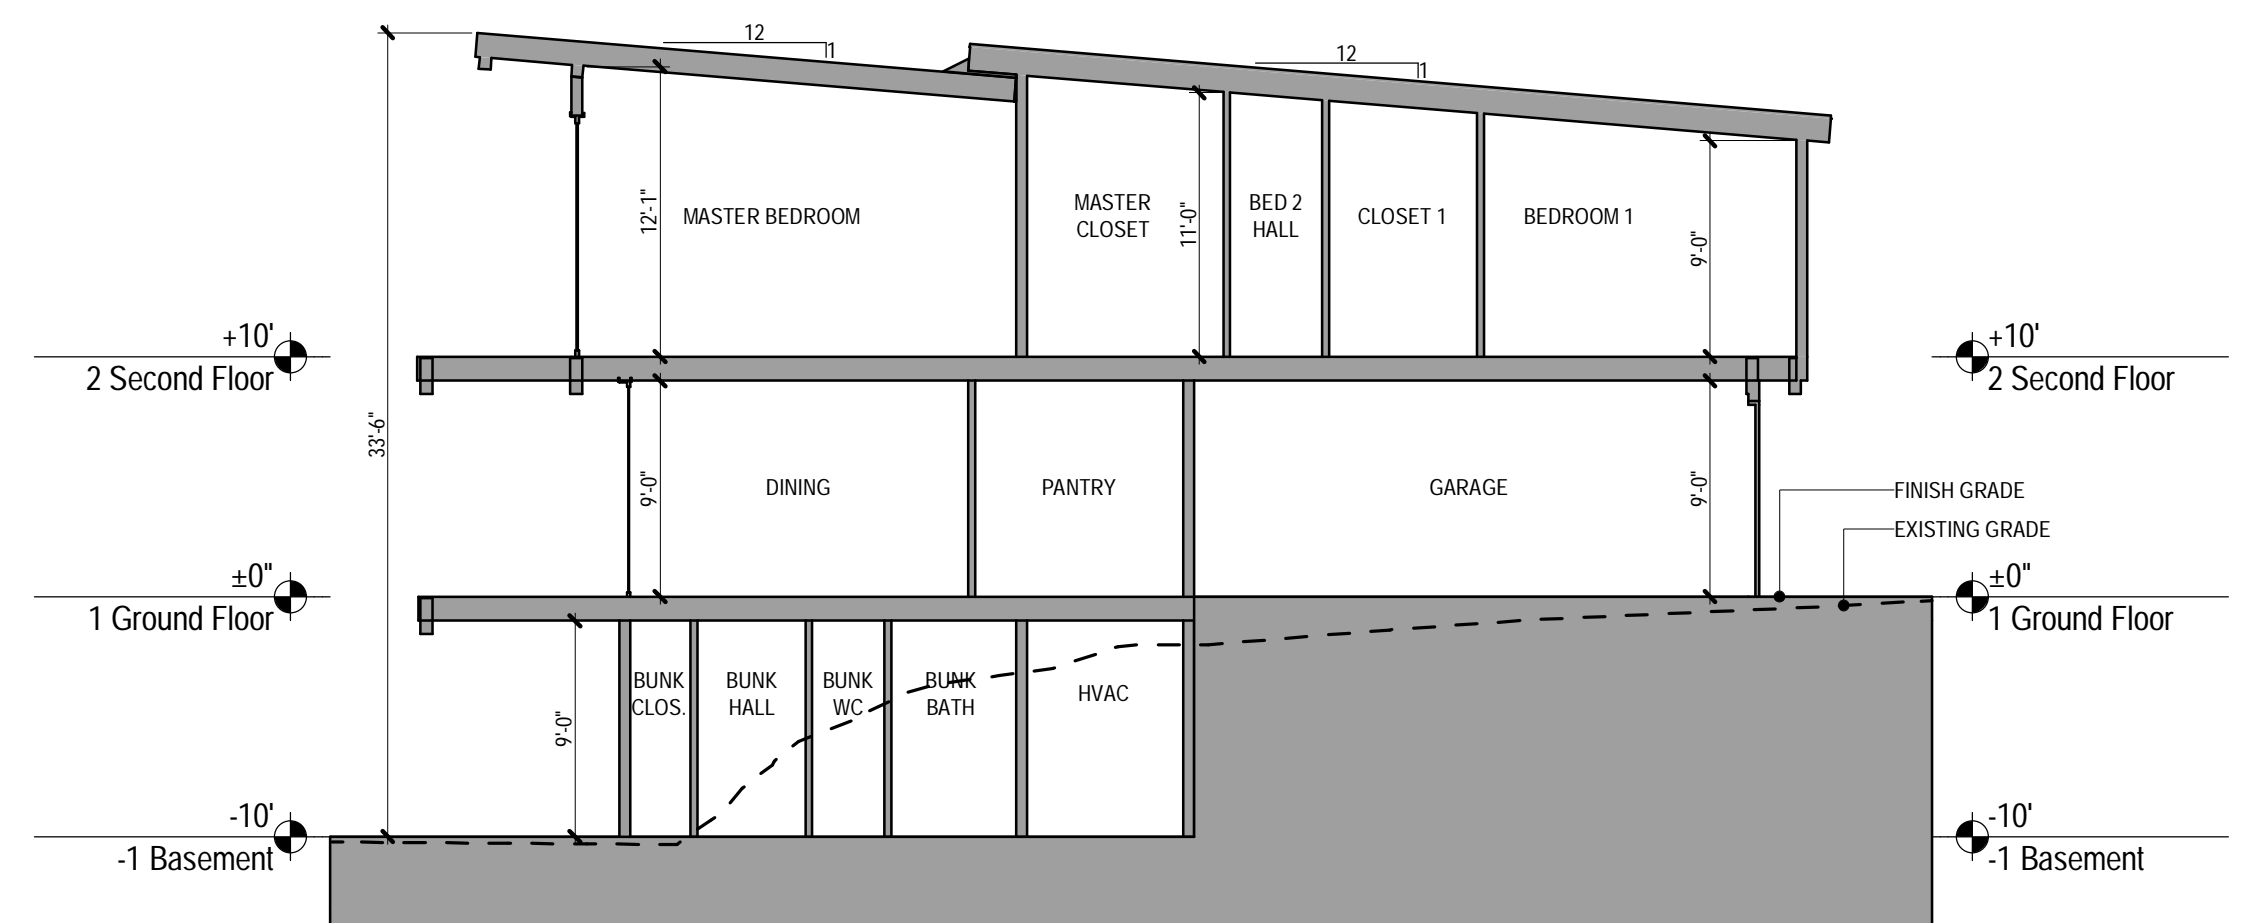 12
1
12
1
12'-1"
MASTER BEDROOM
MASTER
CLOSET
11'-0"
BED 2
HALL
CLOSET 1
BEDROOM 1
9'-0"
+10'
2 Second Floor
+10'
2 Second Floor
33'-6"
9'-0"
DINING
PANTRY
GARAGE
9'-0"
FINISH GRADE
EXISTING GRADE
±0"
1 Ground Floor
±0"
1 Ground Floor
9'-0"
BUNK
CLOS.
BUNK
HALL
BUNK
WC
BUNK
BATH
HVAC
-10'
-1 Basement
-10'
-1 Basement